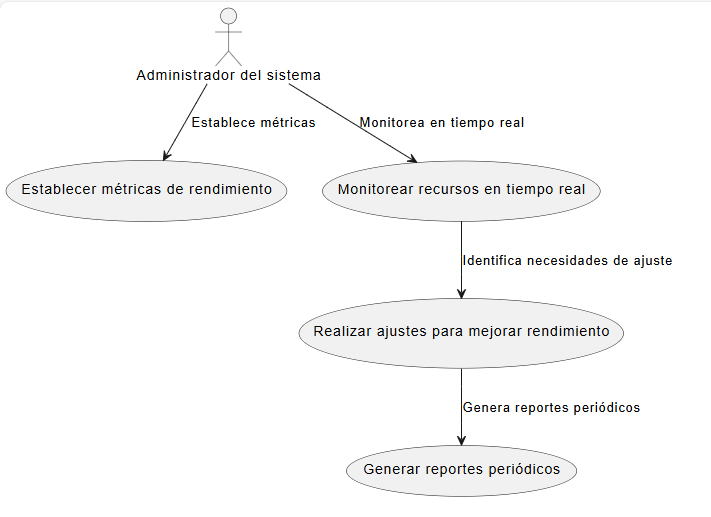 Administrador del sistema
Establece métricas
Monitorea en tiempo real
Establecer métricas de rendimiento
Monitorear recursos en tiempo real
Identifica necesidades de ajuste
Realizar ajustes para mejorar rendimiento
Genera reportes periódicos
Generar reportes periódicos